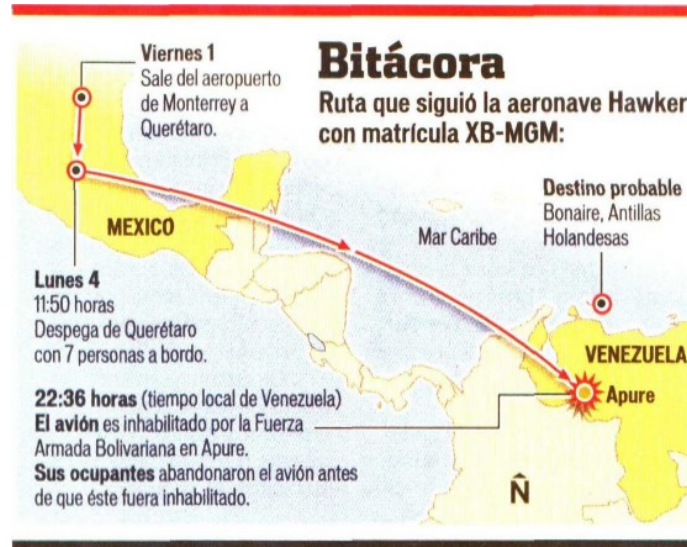 Bitácora
Ruta que siguió la aeronave Hawker
con matrícula XB-MGM:
Viernes 1
Sale del aeropuerto
de Monterrey a
Querétaro.
MEXICO
Mar Caribe
Destino probable
Bonaire, Antillas
Holandesas
VENEZUELA
Apure
Lunes 4
11:50 horas
Despega de Querétaro
con 7 personas a bordo.
22:36 horas (tiempo local de Venezuela)
El avión es inhabilitado por la Fuerza
Armada Bolivariana en Apure.
Sus ocupantes abandonaron el avión antes
de que éste fuera inhabilitado.
N